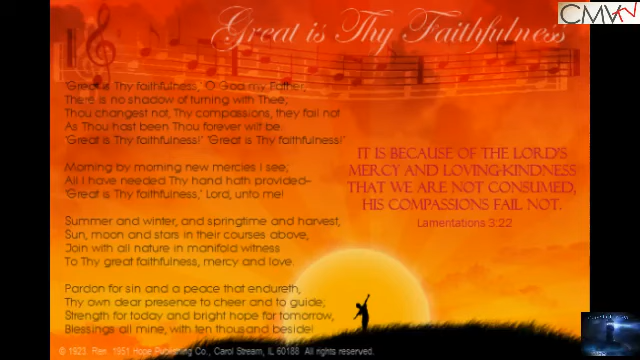 CMV TV
Great is Thy Faithfulness
"Great is Thy faithfulness," O God my Father,
There is no shadow of turning with Thee;
Thou changest not, Thy compassions, they fail not
As Thou hast been Thou forever will be.
"Great is Thy faithfulness!" "Great is Thy faithfulness!"
Morning by morning new mercies I see;
All I have needed Thy hand hath provided—
"Great is Thy faithfulness," Lord, unto me!
Summer and winter, and springtime and harvest,
Sun, moon and stars in their courses above,
Join with all nature in manifold witness
To Thy great faithfulness, mercy and love.
Pardon for sin and a peace that endureth,
Thy own dear presence to cheer and to guide;
Strength for today and bright hope for tomorrow,
Blessings all mine, with ten thousand beside!
IT IS BECAUSE OF THE LORD'S
MERCY AND LOVING-KINDNESS
THAT WE ARE NOT CONSUMED,
HIS COMPASSIONS FAIL NOT.
Lamentations 3:22
© 1923. Ren. 1951 Hope Publishing Co., Carol Stream, IL 60188 All rights reserved.